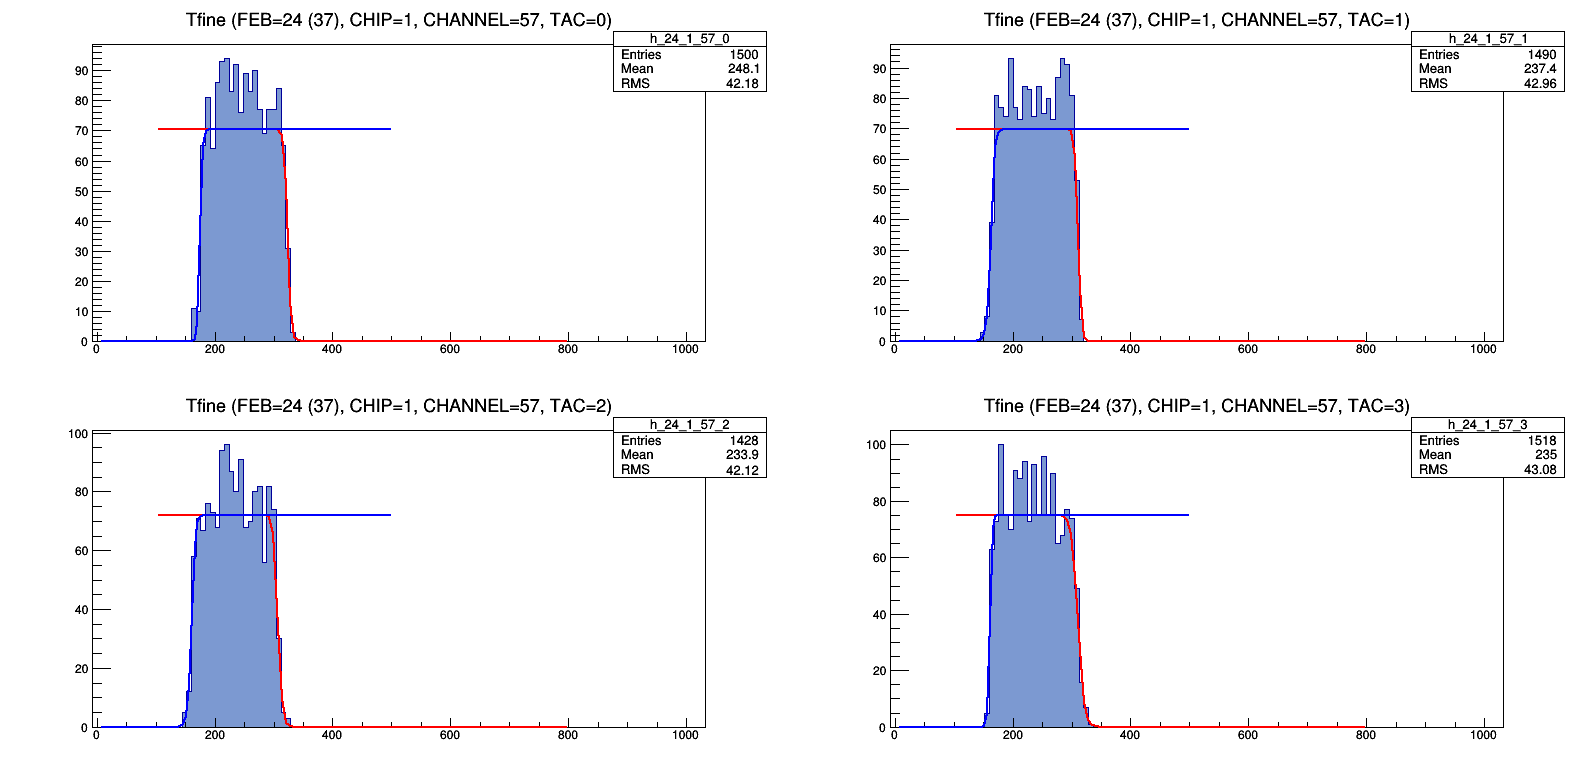 Tfine (FEB=24 (37), CHIP=1, CHANNEL=57, TAC=0)
h_24_1_57_0
Entries 1500
Mean 248.1
RMS 42.18
90
80
70
60
50
40
30
20
10
0
0 200 400 600 800 1000
Tfine (FEB=24 (37), CHIP=1, CHANNEL=57, TAC=1)
h_24_1_57_1
Entries 1490
Mean 237.4
RMS 42.96
90
80
70
60
50
40
30
20
10
0
0 200 400 600 800 1000
Tfine (FEB=24 (37), CHIP=1, CHANNEL=57, TAC=2)
h_24_1_57_2
Entries 1428
Mean 233.9
RMS 42.12
100
80
60
40
20
0
0 200 400 600 800 1000
Tfine (FEB=24 (37), CHIP=1, CHANNEL=57, TAC=3)
h_24_1_57_3
Entries 1518
Mean 235
RMS 43.08
100
80
60
40
20
0
0 200 400 600 800 1000